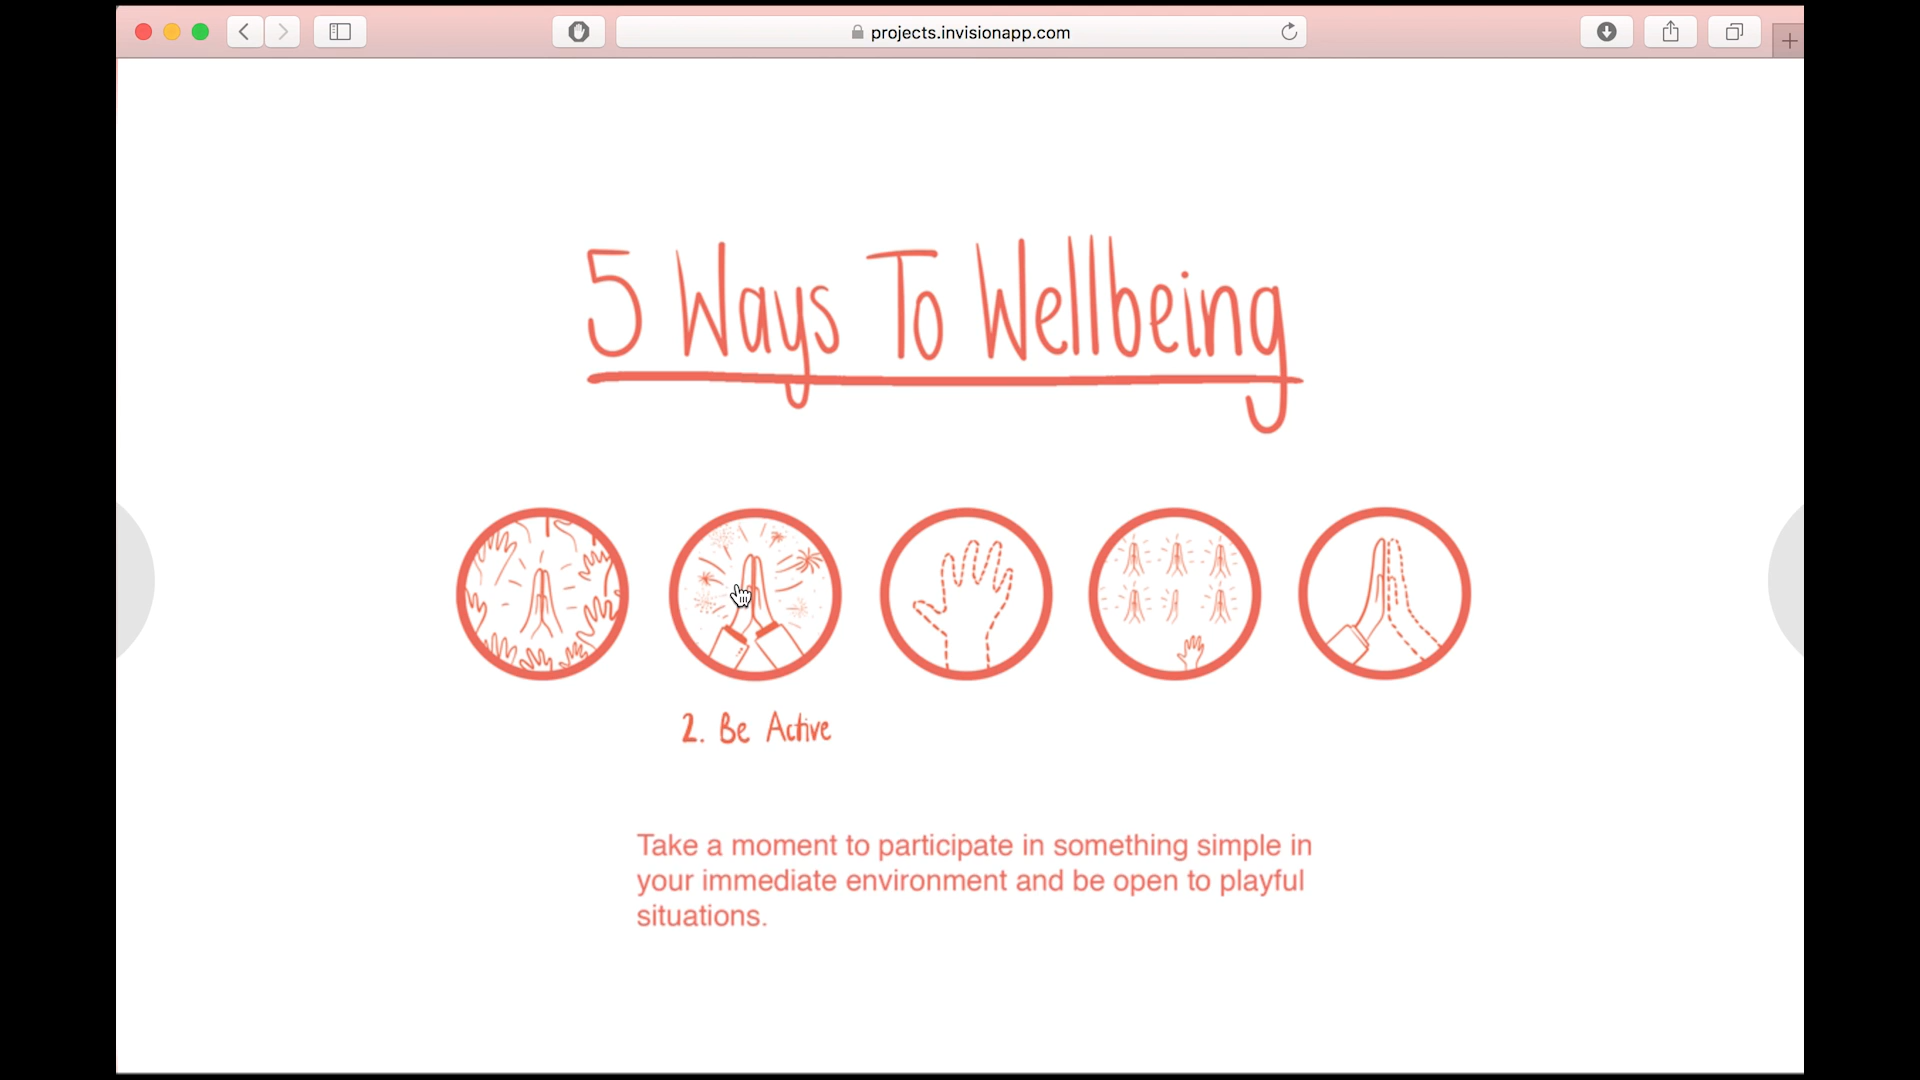 projects.invisionapp.com
5 Ways To Wellbeing
2. Be Active
Take a moment to participate in something simple in
your immediate environment and be open to playful
situations.